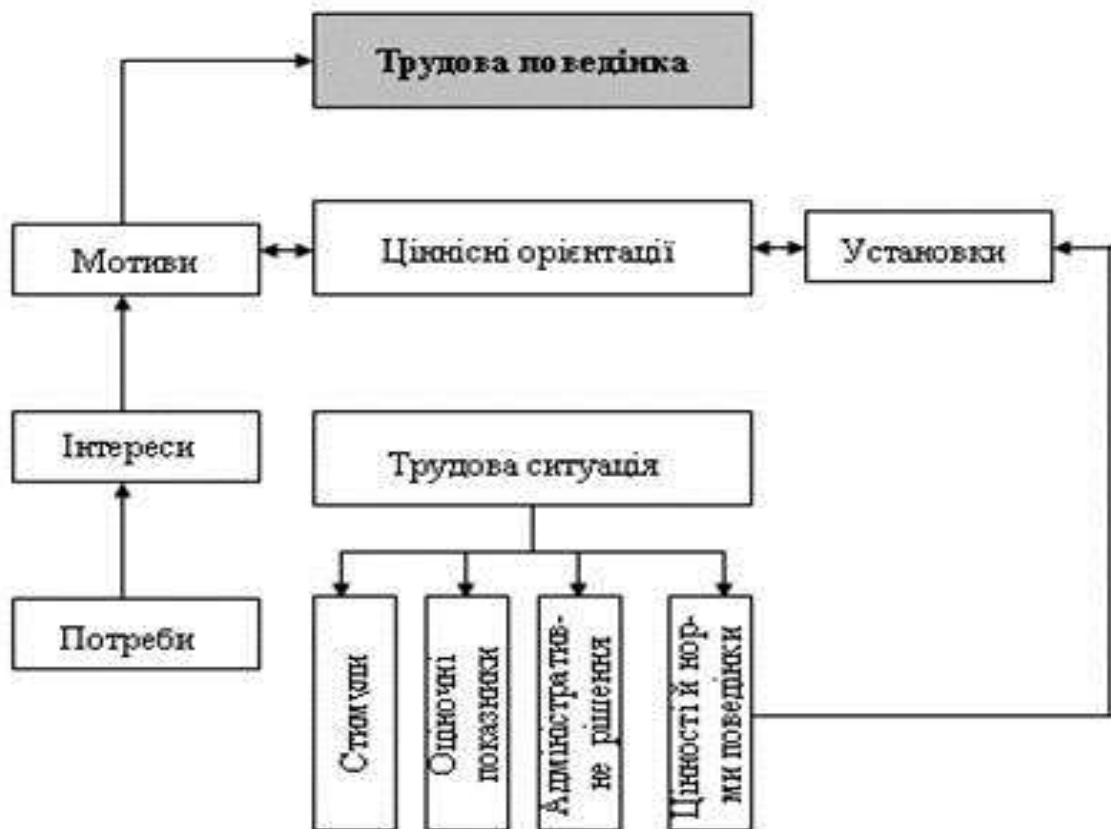 Трудова поведінка
Мотиви
Ціннісні орієнтації
Установки
Інтереси
Трудова ситуація
Потреби
Стимули
Оціночні
показники
Адміністратив-
не рішення
Цінності й нор-
ми поведінки